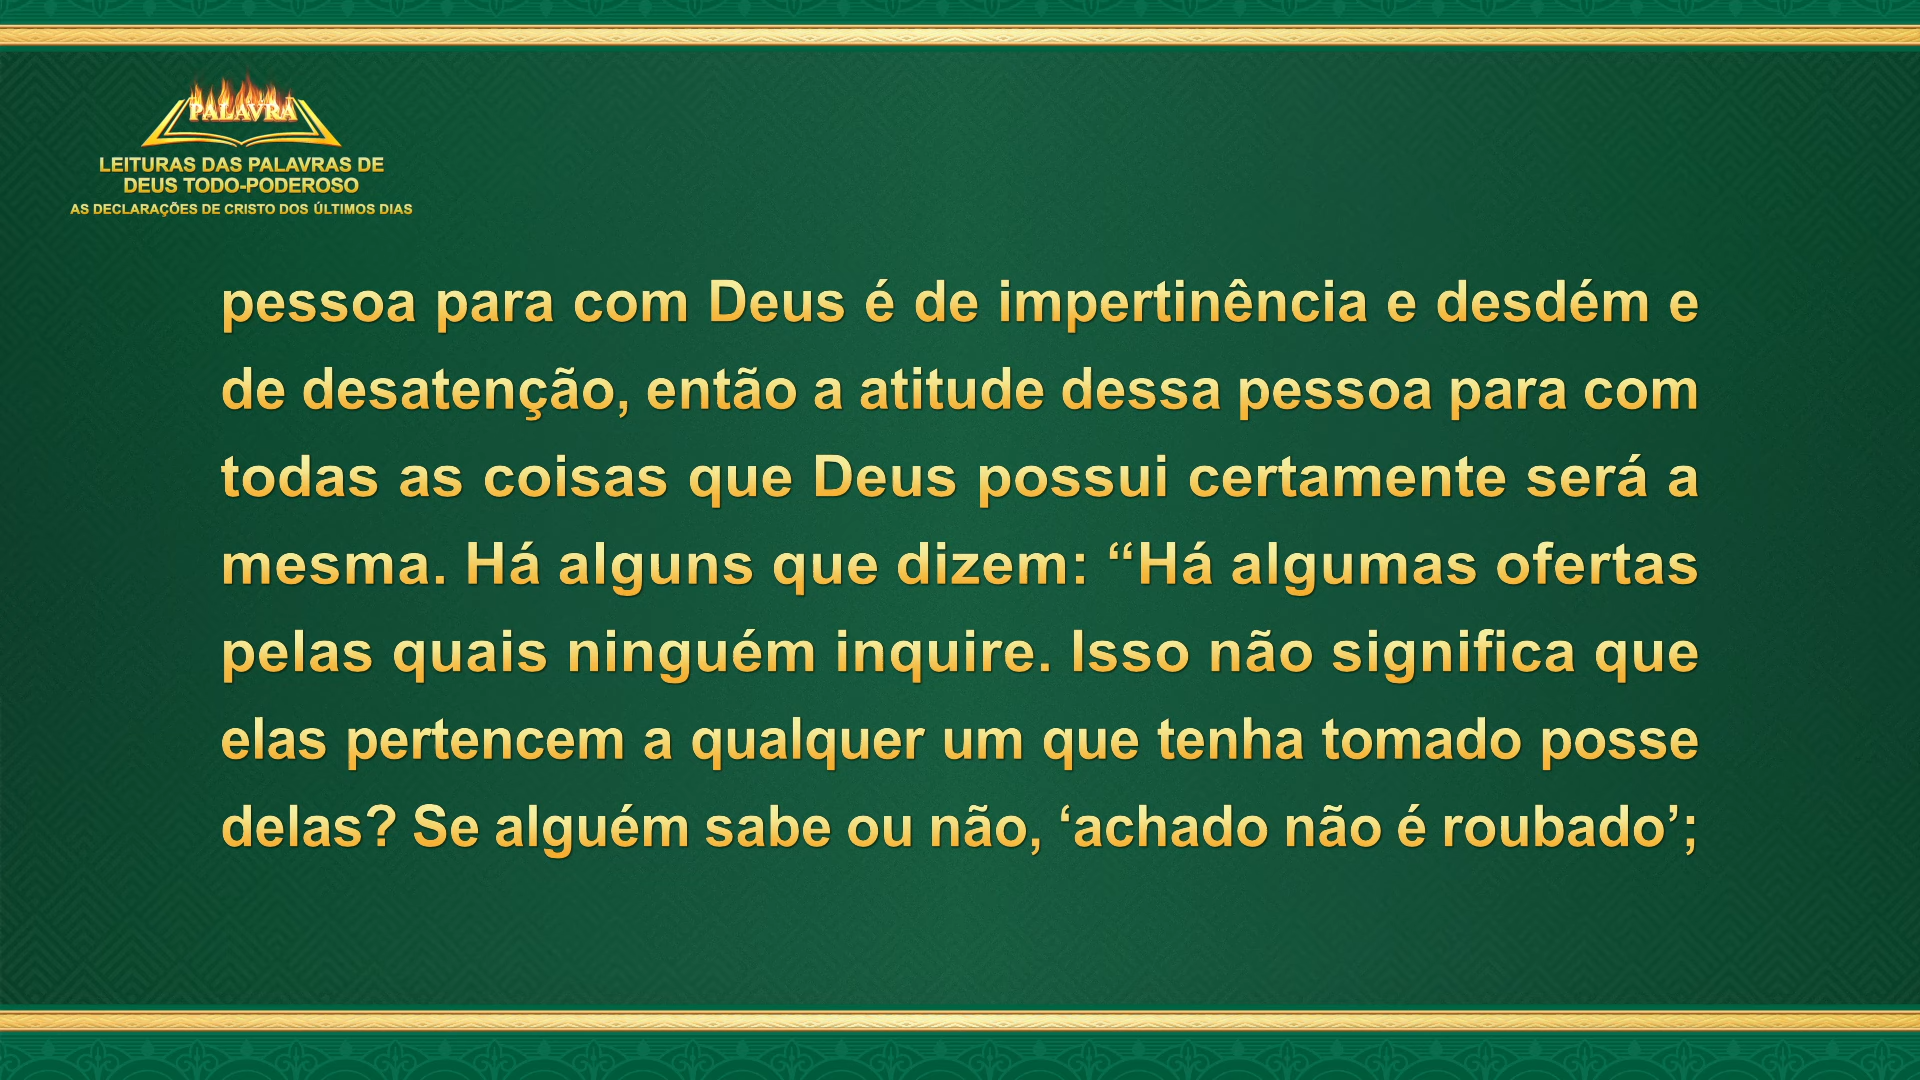 PALAVRA
LEITURAS DAS PALAVRAS DE
DEUS TODO-PODEROSO
AS DECLARAÇÕES DE CRISTO DOS ÚLTIMOS DIAS
pessoa para com Deus é de impertinência e desdém e
de desatenção, então a atitude dessa pessoa para com
todas as coisas que Deus possui certamente será a
mesma. Há alguns que dizem: “Há algumas ofertas
pelas quais ninguém inquire. Isso não significa que
elas pertencem a qualquer um que tenha tomado posse
delas? Se alguém sabe ou não, ‘achado não é roubado’;